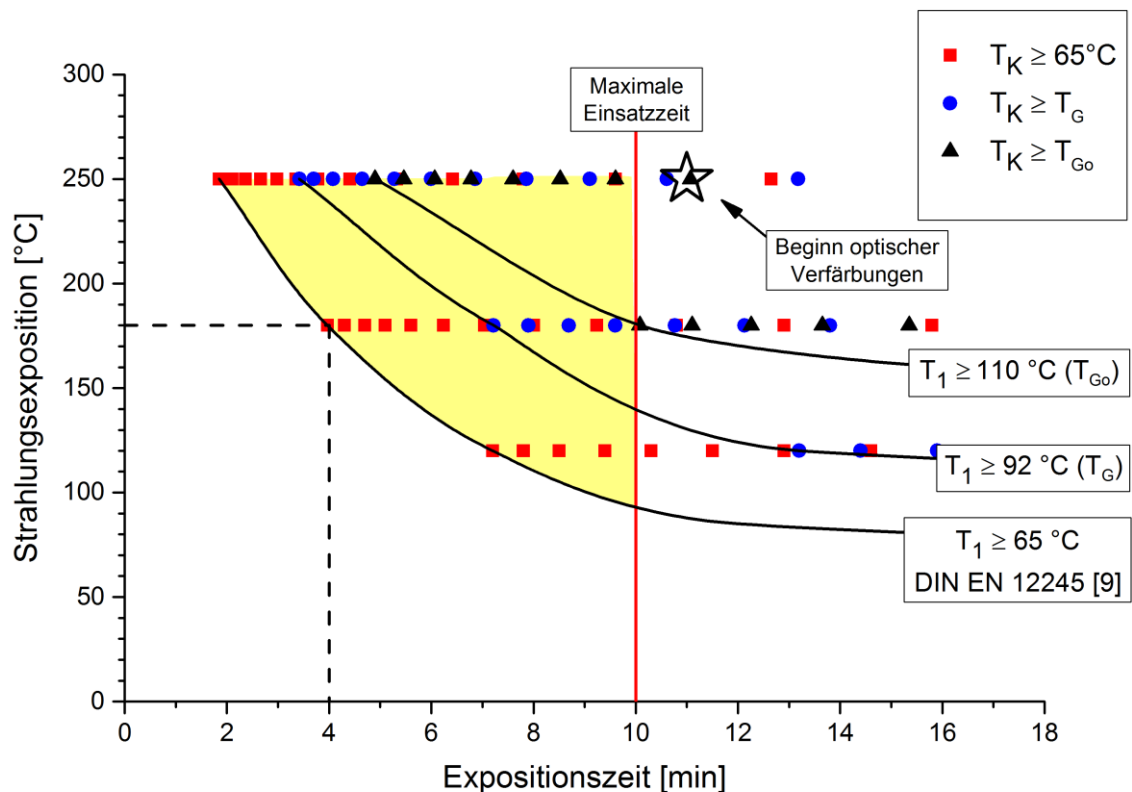 T_K ≥ 65°C
T_K ≥ T_G
T_K ≥ T_Go
Maximale
Einsatzzeit
Beginn optischer
Verfärbungen
T_1 ≥ 110 °C (T_Go)
T_1 ≥ 92 °C (T_G)
T_1 ≥ 65 °C
DIN EN 12245 [9]
Strahlungsexposition [°C]
300
250
200
150
100
50
0
0 2 4 6 8 10 12 14 16 18
Expositionszeit [min]